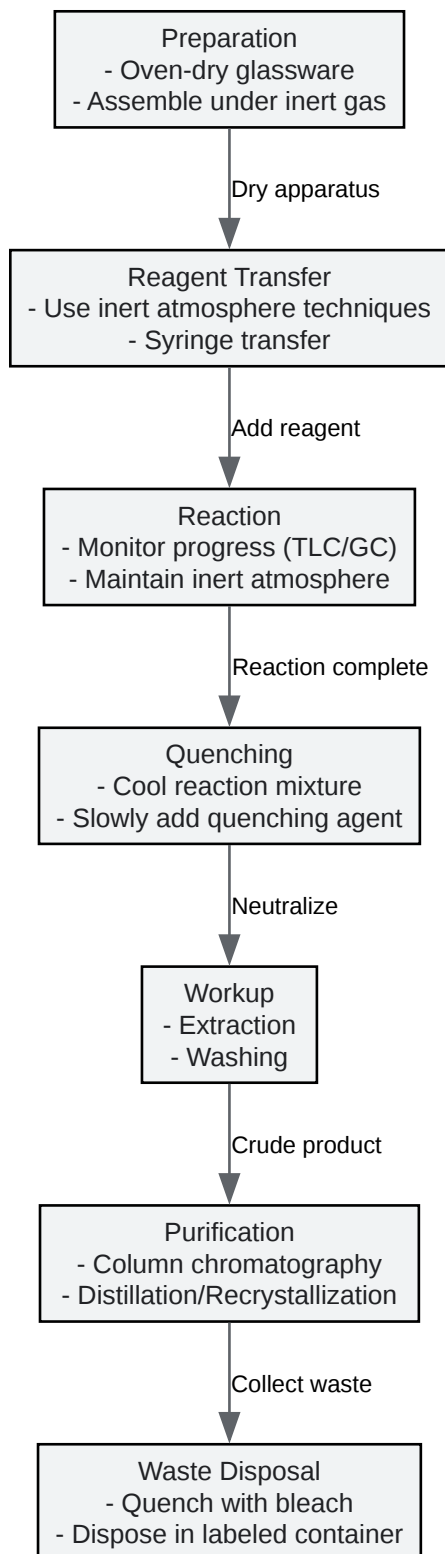 Preparation
- Oven-dry glassware
- Assemble under inert gas
Dry apparatus
Reagent Transfer
- Use inert atmosphere techniques
- Syringe transfer
Add reagent
Reaction
- Monitor progress (TLC/GC)
- Maintain inert atmosphere
Reaction complete
Quenching
- Cool reaction mixture
- Slowly add quenching agent
Neutralize
Workup
- Extraction
- Washing
Crude product
Purification
- Column chromatography
- Distillation/Recrystallization
Collect waste
Waste Disposal
- Quench with bleach
- Dispose in labeled container